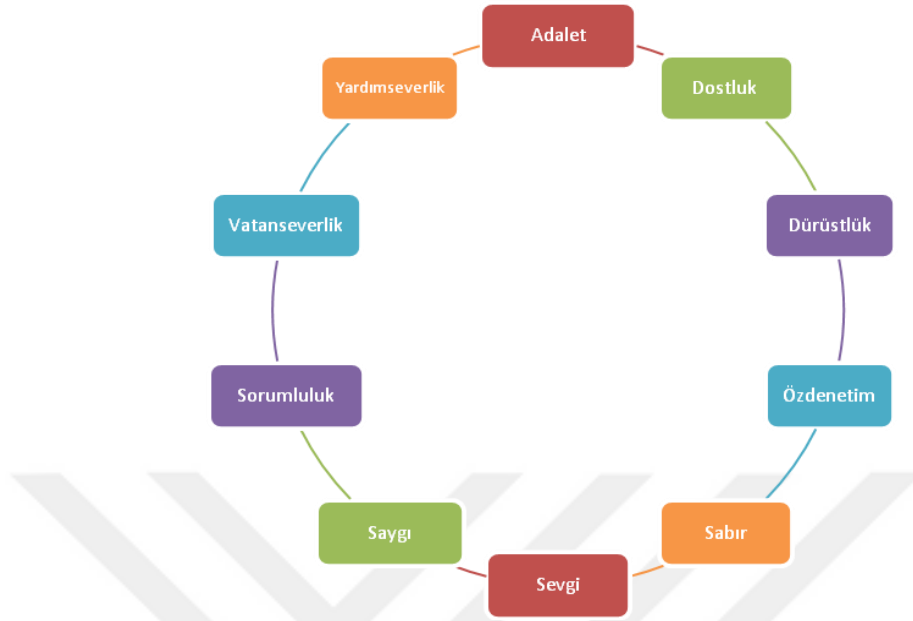 Adalet
Dostluk
Dürüstlük
Özdenetim
Sabır
Sevgi
Saygı
Sorumluluk
Vatanseverlik
Yardımseverlik